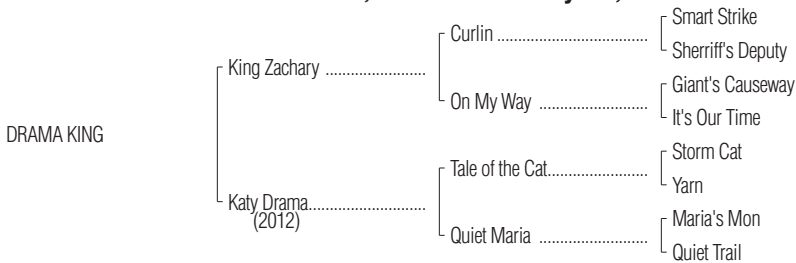 Smart Strike
Curlin ....................................................
Sherriff's Deputy
King Zachary ..........................
Giant's Causeway
On My Way ............................
It's Our Time
DRAMA KING
Storm Cat
Tale of the Cat..........................
Yarn
Katy Drama..............................
(2012)
Maria's Mon
Quiet Maria ............................
Quiet Trail